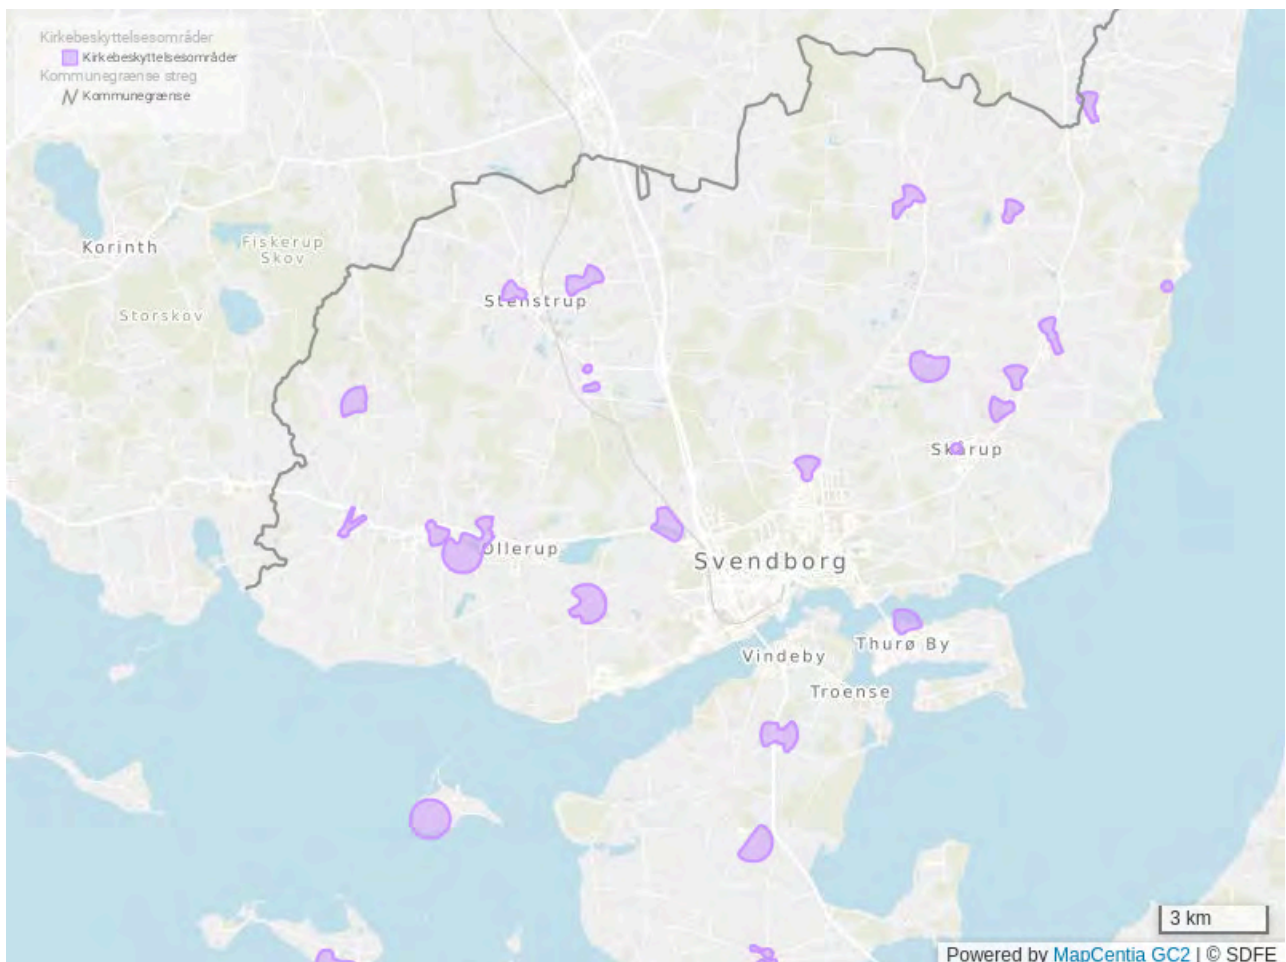 Kirkebeskyttelsesområder
Kirkebeskyttelsesområder
Kommunegrænse streg
Kommunegrænse
Korinth
Fiskerup
Skov
Storskov
Stenstrup
Skårup
Ollerup
Svendborg
Thurø By
Vindeby
Troense
3 km
Powered by MapCentia GC2 | © SDFE